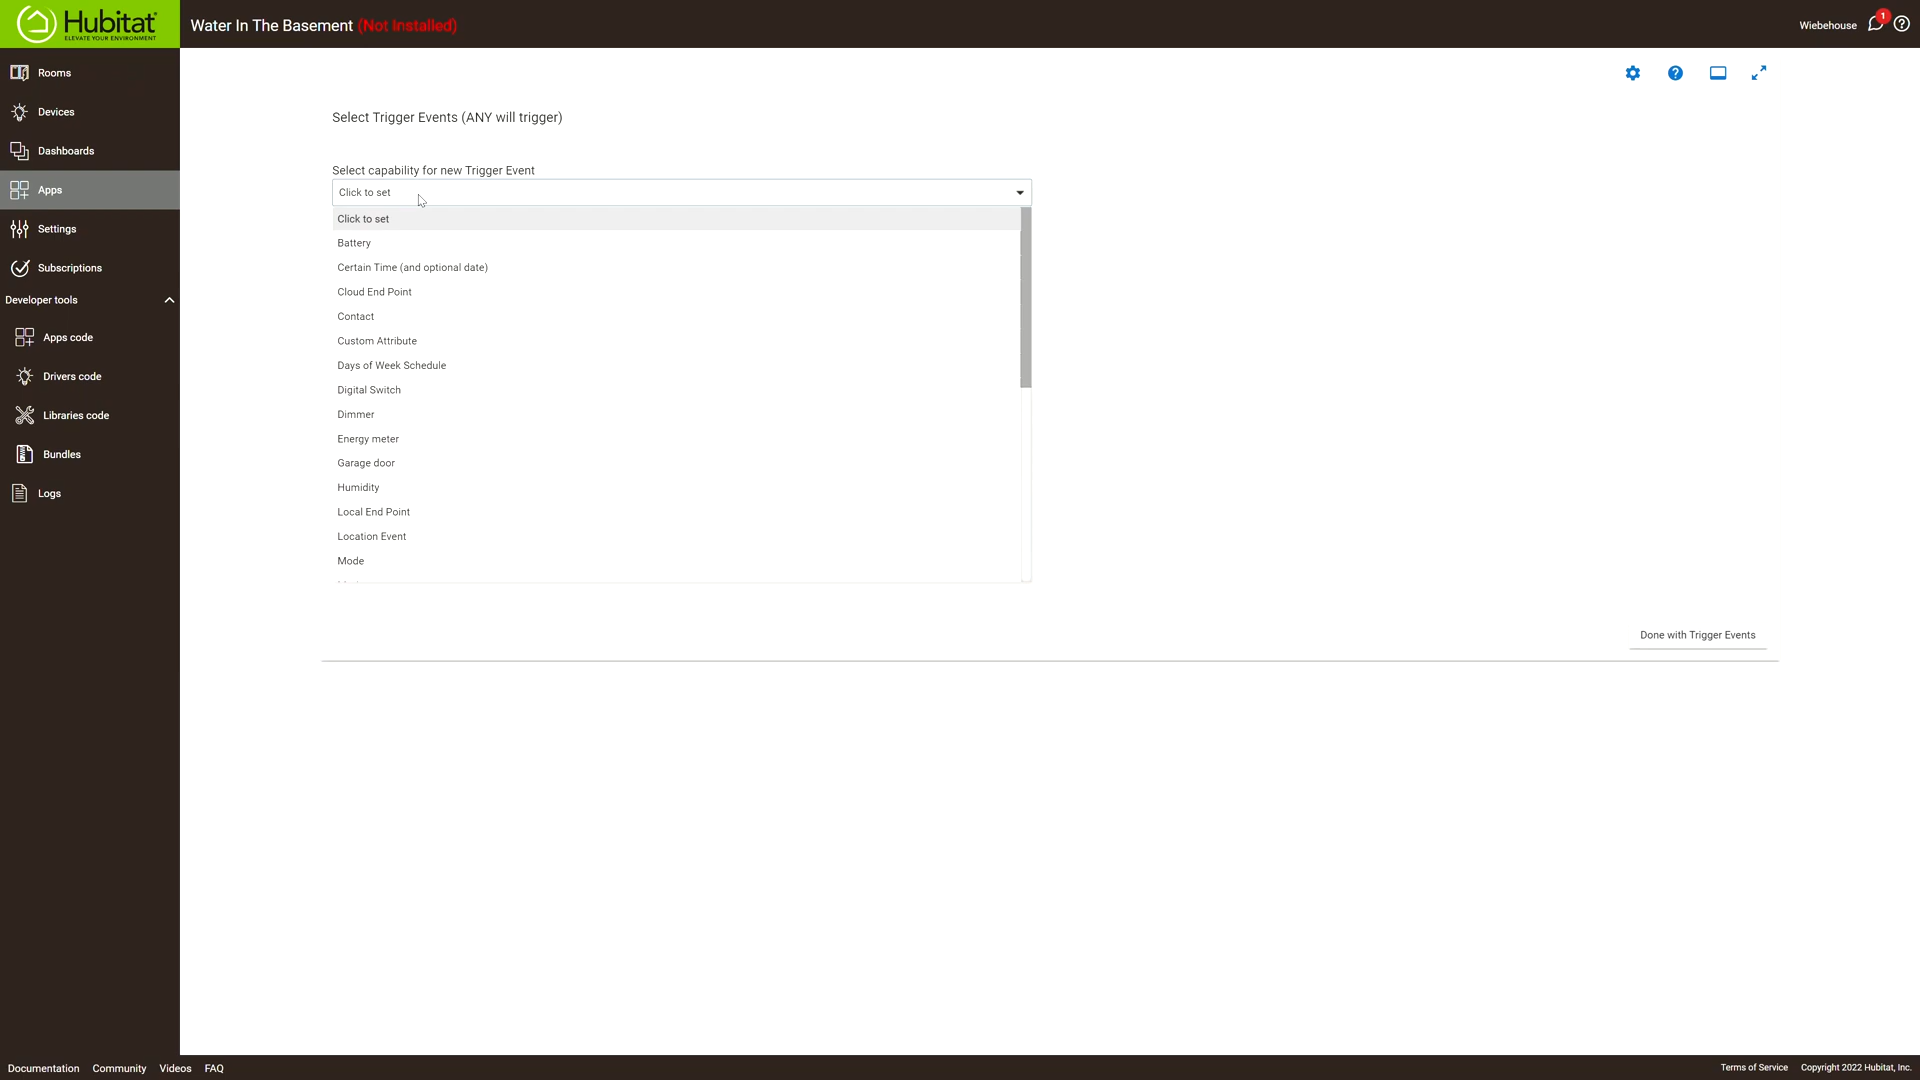 Hubitat
ELEVATE YOUR ENVIRONMENT
Water In The Basement (Not Installed)
Wiebehouse
1
Rooms
Devices
Dashboards
Apps
Settings
Subscriptions
Developer tools
Apps code
Drivers code
Libraries code
Bundles
Logs
Select Trigger Events (ANY will trigger)
Select capability for new Trigger Event
Click to set
Click to set
Battery
Certain Time (and optional date)
Cloud End Point
Contact
Custom Attribute
Days of Week Schedule
Digital Switch
Dimmer
Energy meter
Garage door
Humidity
Local End Point
Location Event
Mode
Done with Trigger Events
Documentation Community Videos FAQ
Terms of Service Copyright 2022 Hubitat, Inc.